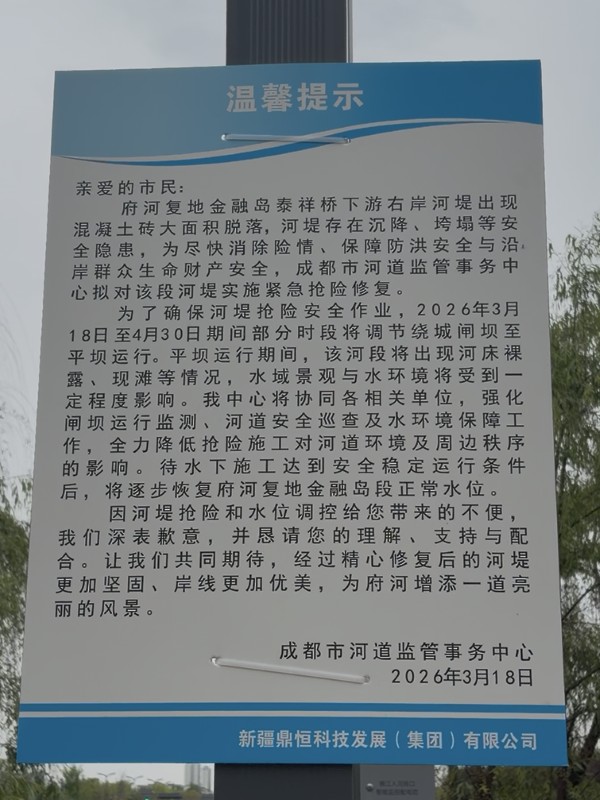 温馨提示
亲爱的市民:
府河复地金融岛泰祥桥下游右岸河堤出现
混凝土砖大面积脱落,河堤存在沉降、垮塌等安
全隐患,为尽快消除险情、保障防洪安全与沿
岸群众生命财产安全,成都市河道监管事务中
心拟对该段河堤实施紧急抢险修复。
为了确保河堤抢险安全作业,2026年3月
18日至4月30日期间部分时段将调节绕城闸坝至
平坝运行。平坝运行期间,该河段将出现河床裸
露、现滩等情况,水域景观与水环境将受到一
定程度影响。我中心将协同各相关单位,强化
闸坝运行监测、河道安全巡查及水环境保障工
作,全力降低抢险施工对河道环境及周边秩序
的影响。待水下施工达到安全稳定运行条件
后,将逐步恢复府河复地金融岛段正常水位。
因河堤抢险和水位调控给您带来的不便,
我们深表歉意,并恳请您的理解、支持与配
合。让我们共同期待,经过精心修复后的河堤
更加坚固、岸线更加优美,为府河增添一道亮
丽的风景。
成都市河道监管事务中心
2026年3月18日
新疆鼎恒科技发展(集团)有限公司